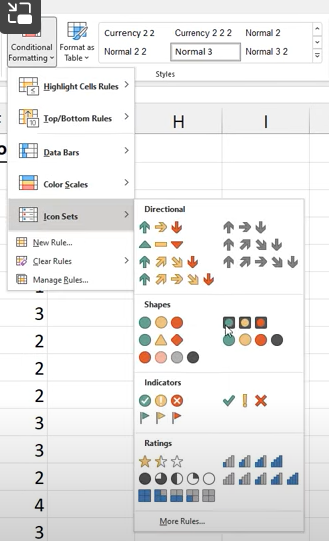 Conditional Formatting
Format as Table
Currency 2 2
Currency 2 2 2
Normal 2
Normal 2 2
Normal 3
Normal 3 2
Styles
H
I
Highlight Cells Rules
Top/Bottom Rules
Data Bars
Color Scales
Icon Sets
New Rule...
Clear Rules
Manage Rules...
Directional
Shapes
Indicators
Ratings
More Rules...
3
2
2
2
3
3
2
4
3